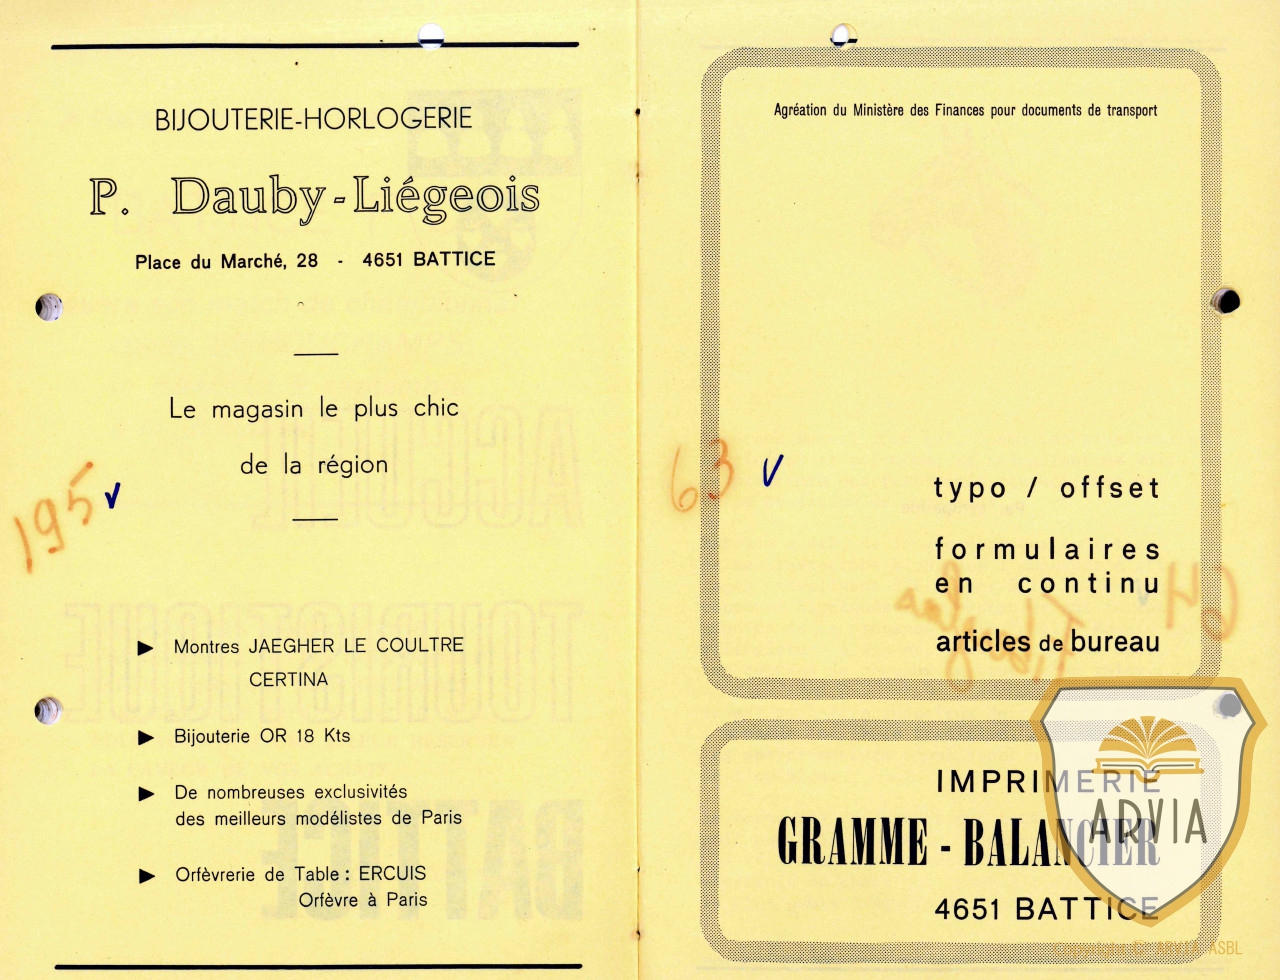 BIJOUTERIE-HORLOGERIE
P. Dauby-Liégeois
Place du Marché, 28 - 4651 BATTICE
Le magasin le plus chic
de la région
195 v
► Montres JAEGHER LE COULTRE
CERTINA
► Bijouterie OR 18 Kts
► De nombreuses exclusivités
des meilleurs modélistes de Paris
► Orfèvrerie de Table : ERCUIS
Orfèvre à Paris
Agréation du Ministère des Finances pour documents de transport
63 v
typo / offset
formulaires
en continu
articles de bureau
IMPRIMERIE
GRAMME - BALANCIER
4651 BATTICE
ARVIA
Copyright © ARVIA ASBL